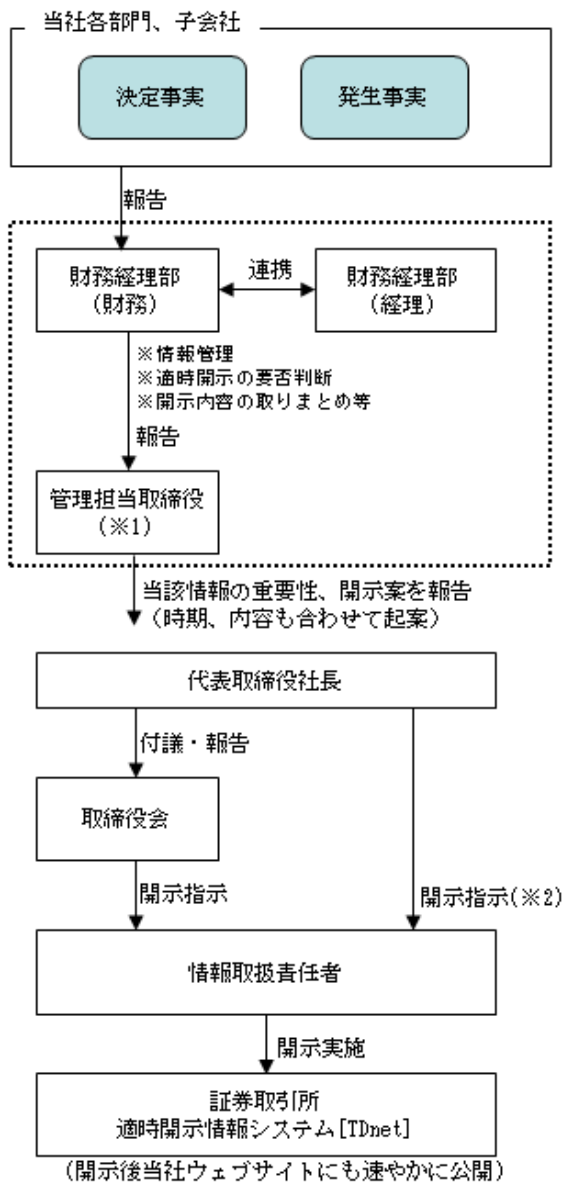 当社各部門、子会社
決定事実
発生事実
報告
財務経理部
(財務)
連携
財務経理部
(経理)
※情報管理
※適時開示の要否判断
※開示内容の取りまとめ等
報告
管理担当取締役
(※1)
当該情報の重要性、開示案を報告
(時期、内容も合わせて起案)
代表取締役社長
付議・報告
取締役会
開示指示
開示指示(※2)
情報取扱責任者
開示実施
証券取引所
適時開示情報システム[TDnet]
(開示後当社ウェブサイトにも速やかに公開)